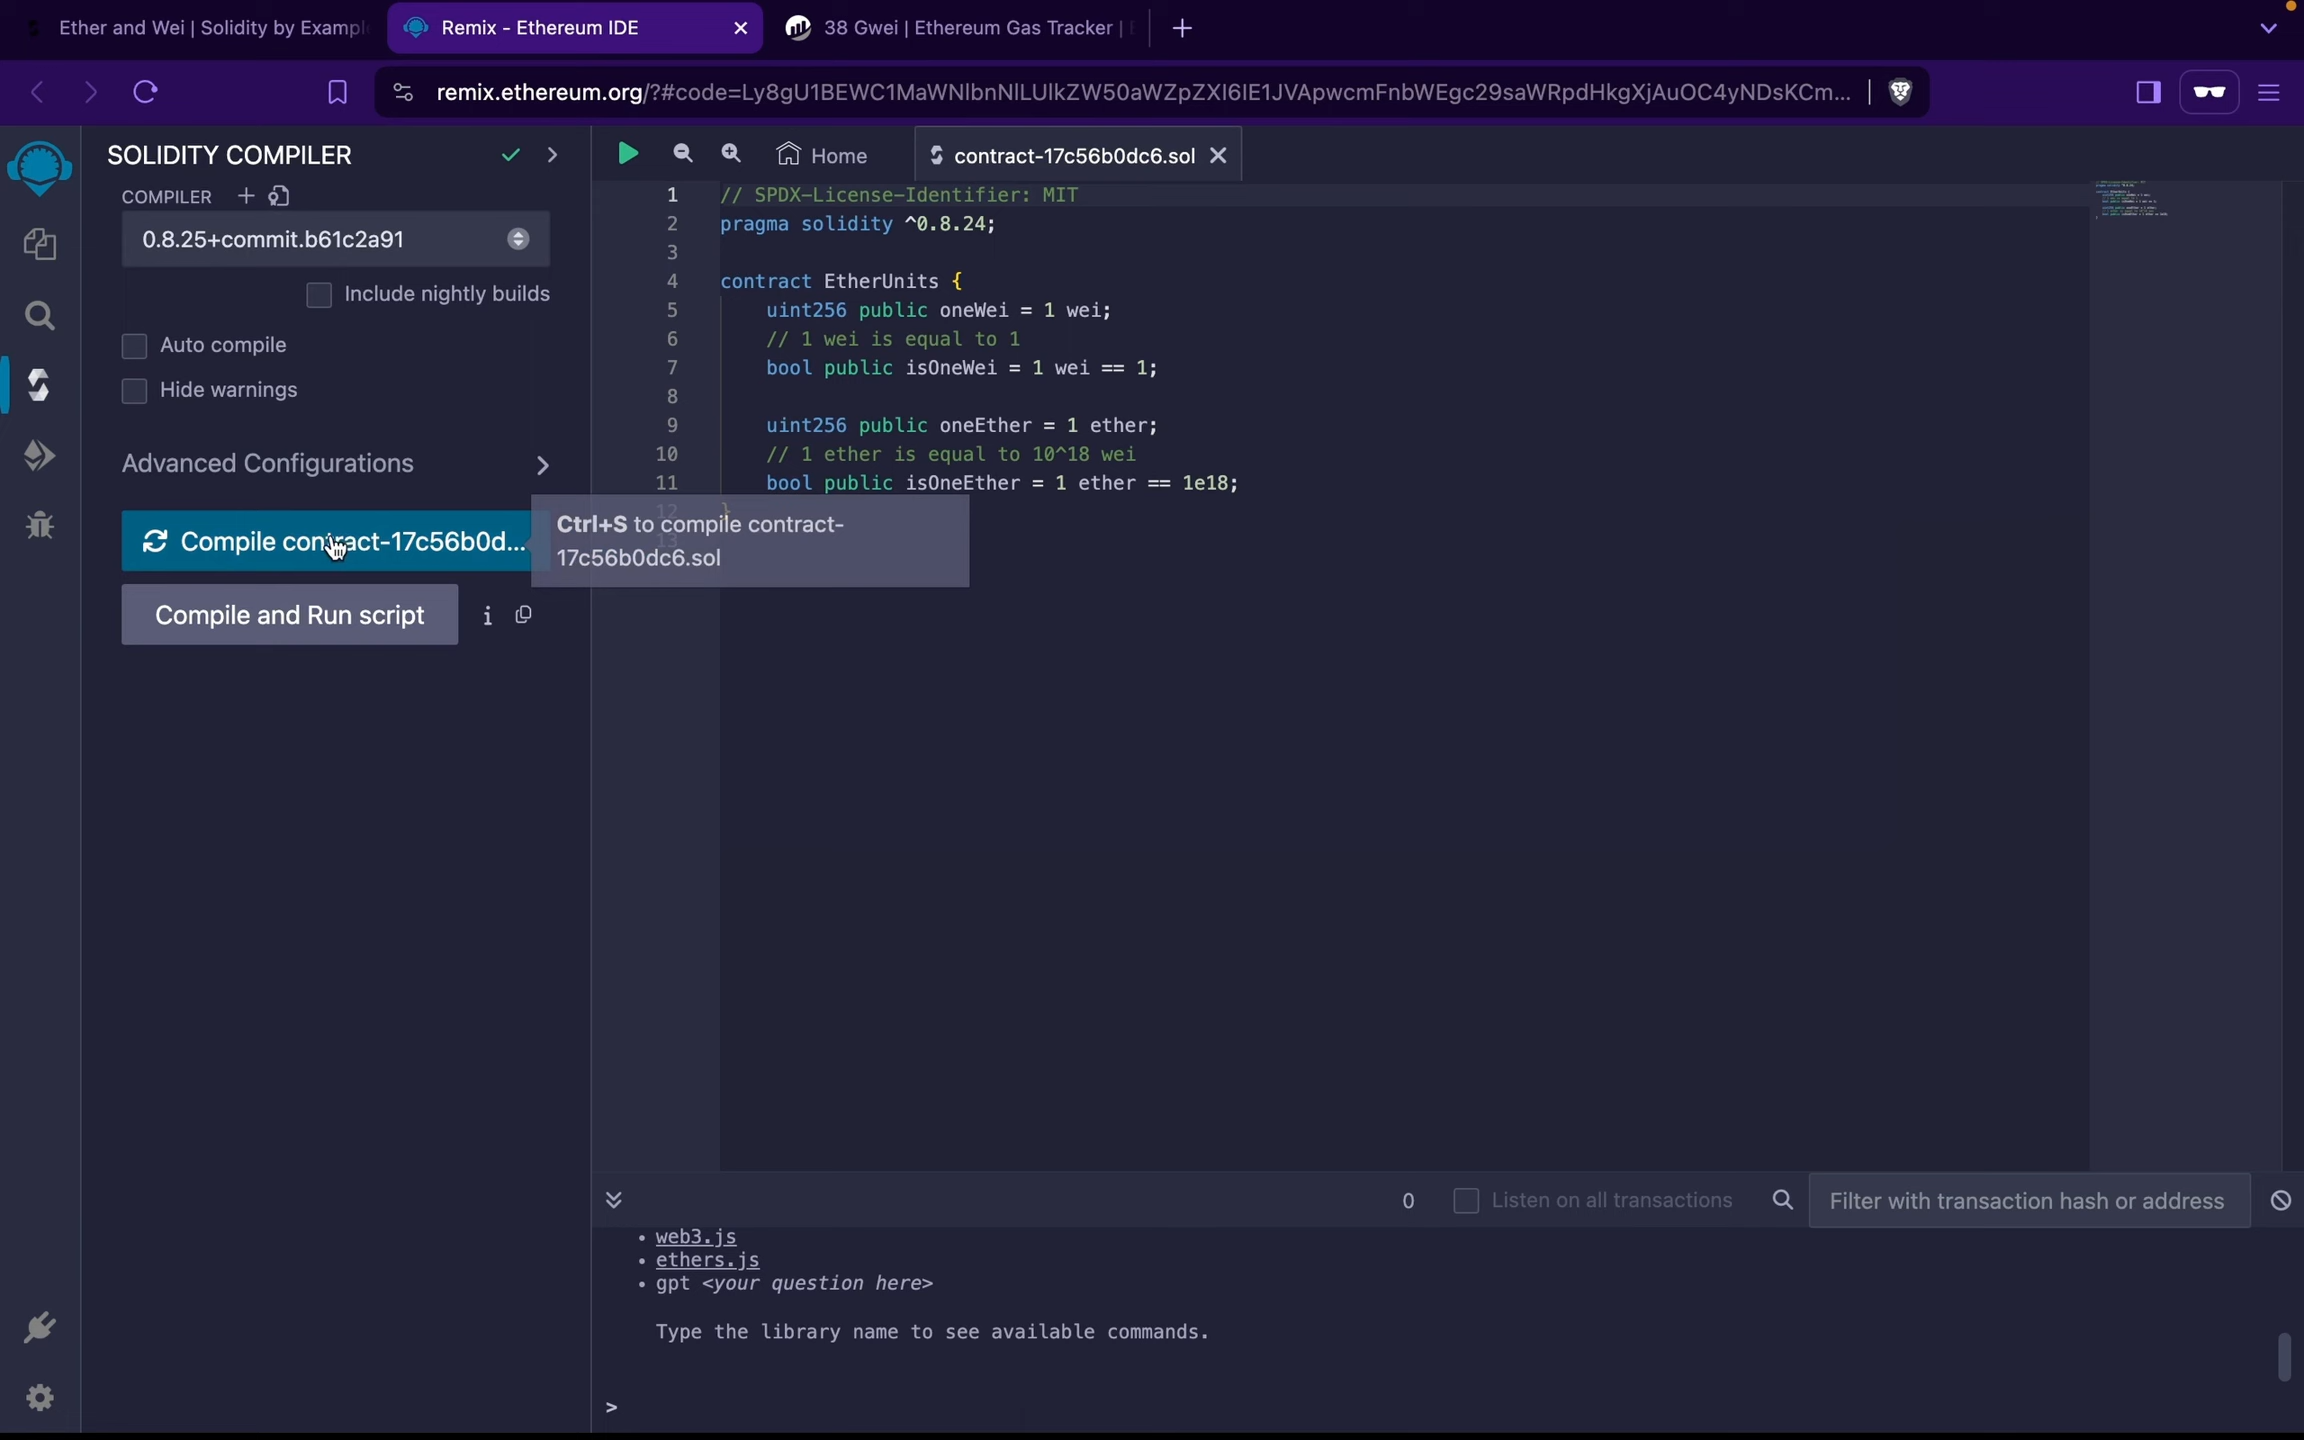 Ether and Wei | Solidity by Exampl
Remix - Ethereum IDE
38 Gwei | Ethereum Gas Tracker |
remix.ethereum.org/?#code=Ly8gU1BEWC1MaWNlbnNlLUlkZW50aWZpZXI6IE1JVApwcmFnbWEgc29saWRpdHkgXjAuOC4yNDsKCm...
SOLIDITY COMPILER
COMPILER
0.8.25+commit.b61c2a91
Include nightly builds
Auto compile
Hide warnings
Advanced Configurations
Compile contract-17c56b0d...
Compile and Run script
Ctrl+S to compile contract-
17c56b0dc6.sol
Home
contract-17c56b0dc6.sol
1 // SPDX-License-Identifier: MIT
2 pragma solidity ^0.8.24;
3
4 contract EtherUnits {
5 uint256 public oneWei = 1 wei;
6 // 1 wei is equal to 1
7 bool public isOneWei = 1 wei == 1;
8
9 uint256 public oneEther = 1 ether;
10 // 1 ether is equal to 10^18 wei
11 bool public isOneEther = 1 ether == 1e18;
12 }
13
0
Listen on all transactions
Filter with transaction hash or address
• web3.js
• ethers.js
• gpt <your question here>
Type the library name to see available commands.
>